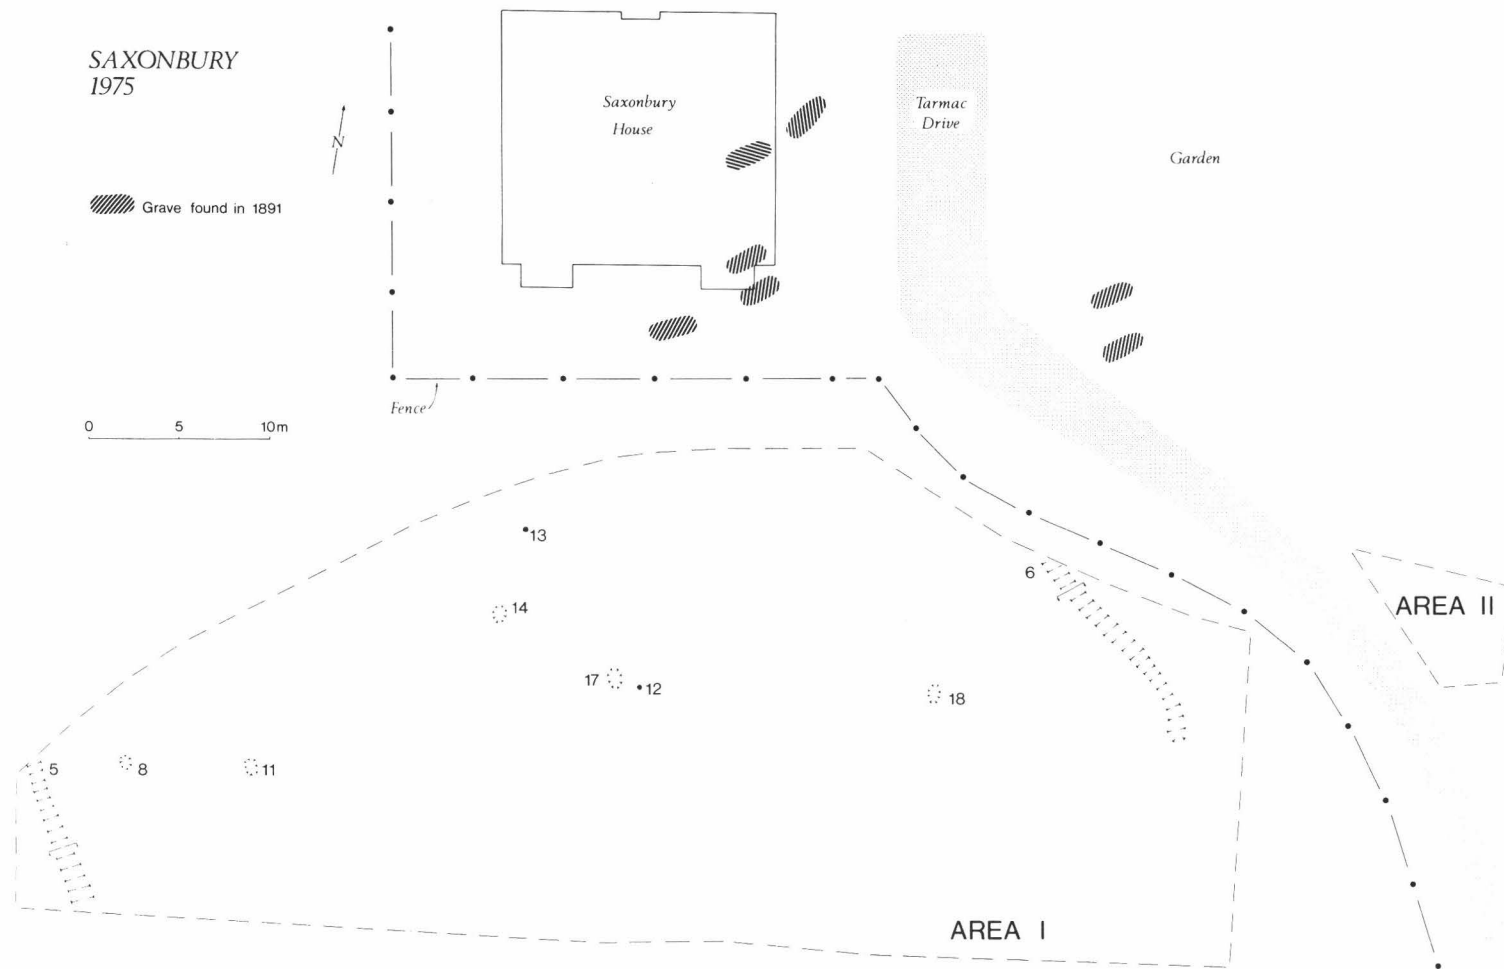 SAXONBURY
1975
N
Grave found in 1891
Saxonbury
House
Tarmac
Drive
Garden
Fence
0 5 10m
13
6
14
AREA II
17
12
18
5
8
11
AREA I